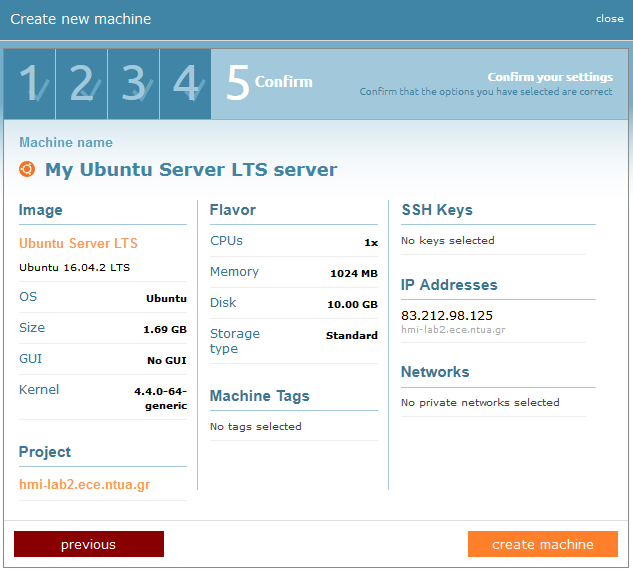 Create new machine
close
1 2 3 4 5 Confirm
Confirm your settings
Confirm that the options you have selected are correct
Machine name
My Ubuntu Server LTS server
Image
Ubuntu Server LTS
Ubuntu 16.04.2 LTS
OS Ubuntu
Size 1.69 GB
GUI No GUI
Kernel 4.4.0-64-
generic
Project
hmi-lab2.ece.ntua.gr
Flavor
CPUs 1x
Memory 1024 MB
Disk 10.00 GB
Storage Standard
type
Machine Tags
No tags selected
SSH Keys
No keys selected
IP Addresses
83.212.98.125
hmi-lab2.ece.ntua.gr
Networks
No private networks selected
previous
create machine